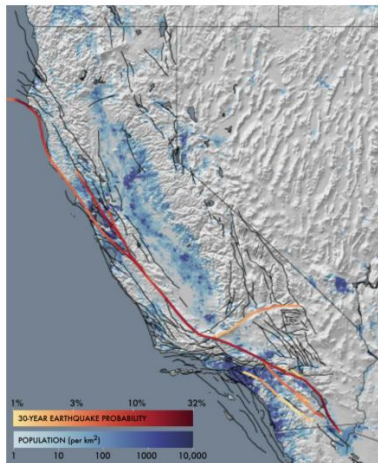 1% 3% 10% 32%
30-YEAR EARTHQUAKE PROBABILITY
POPULATION (per km²)
1 10 100 1000 10,000